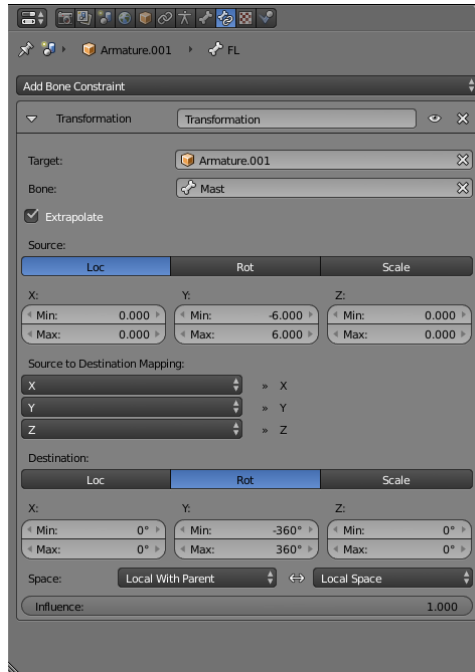 Armature.001 FL
Add Bone Constraint
Transformation Transformation
Target: Armature.001
Bone: Mast
Extrapolate
Source:
Loc Rot Scale
X: Y: Z:
Min: 0.000 Min: -6.000 Min: 0.000
Max: 0.000 Max: 6.000 Max: 0.000
Source to Destination Mapping:
X » X
Y » Y
Z » Z
Destination:
Loc Rot Scale
X: Y: Z:
Min: 0° Min: -360° Min: 0°
Max: 0° Max: 360° Max: 0°
Space: Local With Parent Local Space
Influence: 1.000